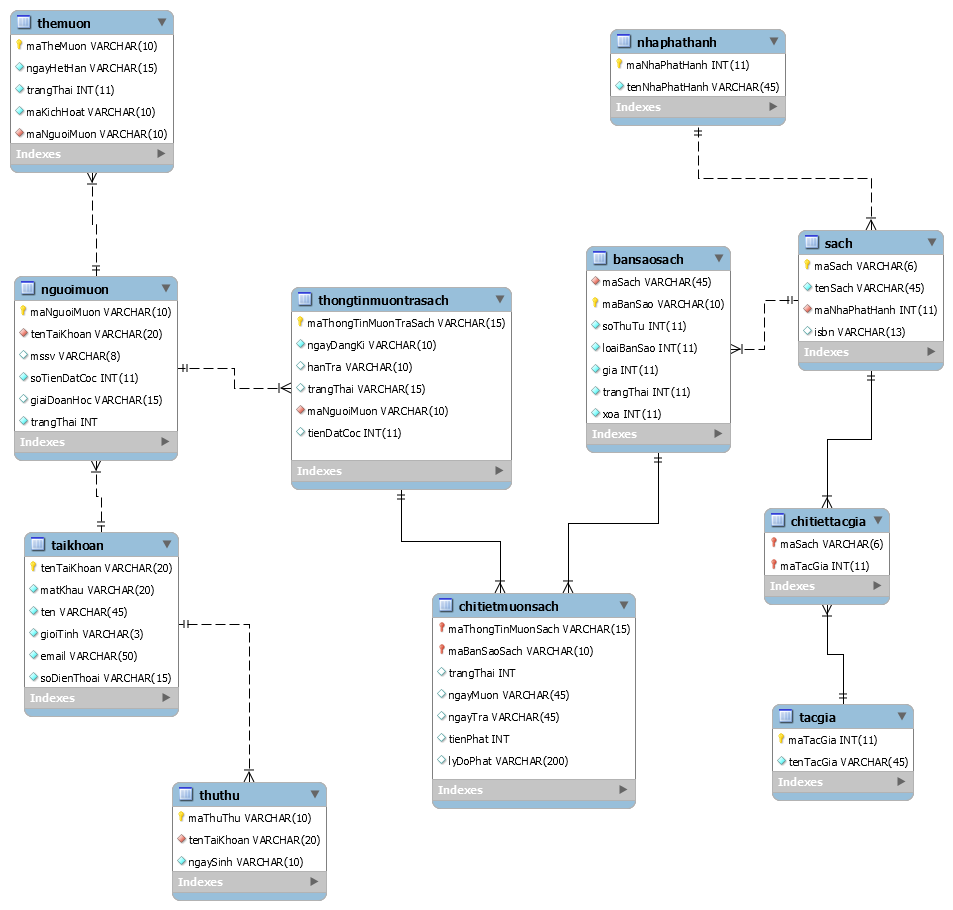 themuon
maTheMuon VARCHAR(10)
ngayHetHan VARCHAR(15)
trangThai INT(11)
maKichHoat VARCHAR(10)
maNguoiMuon VARCHAR(10)
Indexes
nhaphathanh
maNhaPhatHanh INT(11)
tenNhaPhatHanh VARCHAR(45)
Indexes
sach
maSach VARCHAR(6)
tenSach VARCHAR(45)
maNhaPhatHanh INT(11)
isbn VARCHAR(13)
Indexes
bansaosach
maSach VARCHAR(45)
maBanSao VARCHAR(10)
soThuTu INT(11)
loaiBanSao INT(11)
gia INT(11)
trangThai INT(11)
xoa INT(11)
Indexes
nguoimuon
maNguoiMuon VARCHAR(10)
tenTaiKhoan VARCHAR(20)
mssv VARCHAR(8)
soTienDatCoc INT(11)
giaiDoanHoc VARCHAR(15)
trangThai INT
Indexes
thongtinmuontrasach
maThongTinMuonTraSach VARCHAR(15)
ngayDangKi VARCHAR(10)
hanTra VARCHAR(10)
trangThai VARCHAR(15)
maNguoiMuon VARCHAR(10)
tienDatCoc INT(11)
Indexes
chitiettacgia
maSach VARCHAR(6)
maTacGia INT(11)
Indexes
taikhoan
tenTaiKhoan VARCHAR(20)
matKhau VARCHAR(20)
ten VARCHAR(45)
gioiTinh VARCHAR(3)
email VARCHAR(50)
soDienThoai VARCHAR(15)
Indexes
chitietmuonsach
maThongTinMuonSach VARCHAR(15)
maBanSaoSach VARCHAR(10)
trangThai INT
ngayMuon VARCHAR(45)
ngayTra VARCHAR(45)
tienPhat INT
lyDoPhat VARCHAR(200)
Indexes
tacgia
maTacGia INT(11)
tenTacGia VARCHAR(45)
Indexes
thuthu
maThuThu VARCHAR(10)
tenTaiKhoan VARCHAR(20)
ngaySinh VARCHAR(10)
Indexes